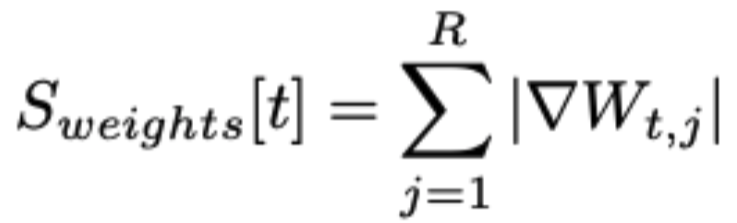 S_{weights}[t] = \sum_{j=1}^{R} |\nabla W_{t,j}|